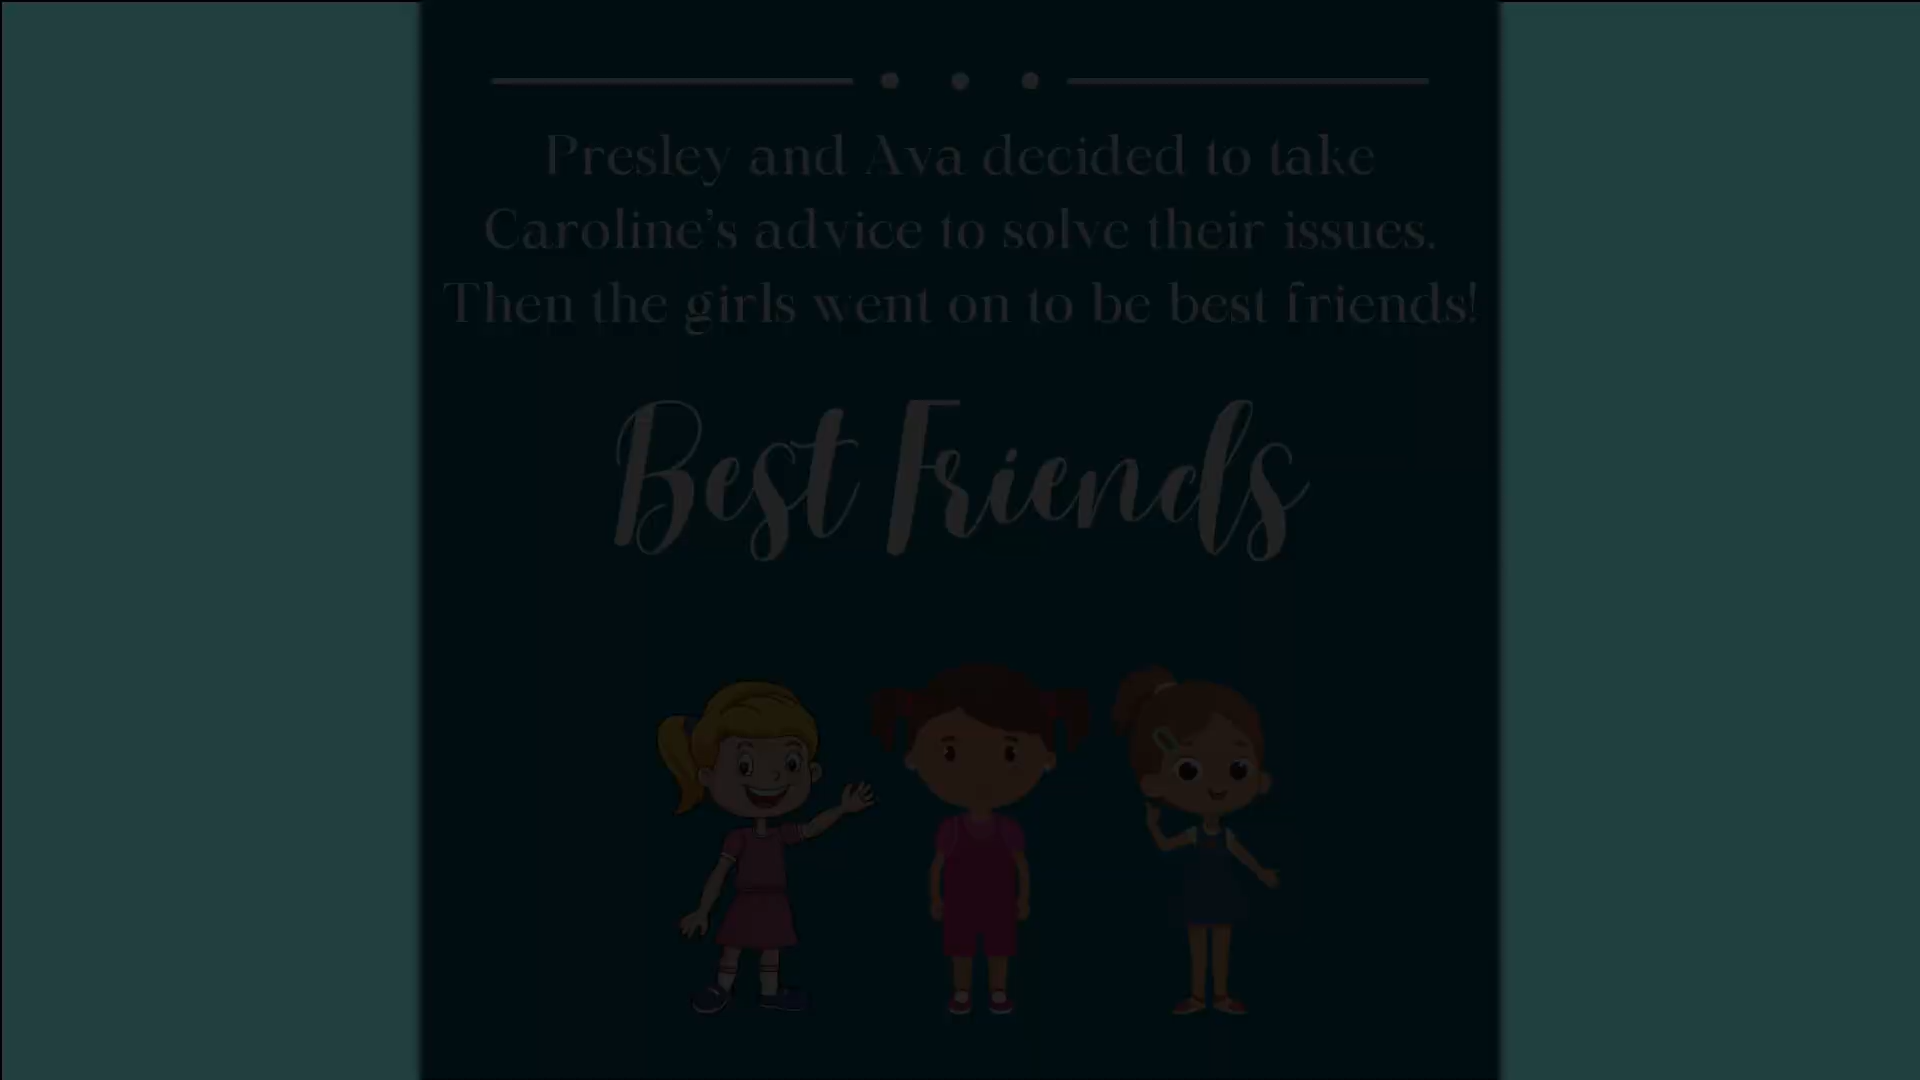 Presley and Ava decided to take
Caroline's advice to solve their issues.
Then the girls went on to be best friends!
Best Friends